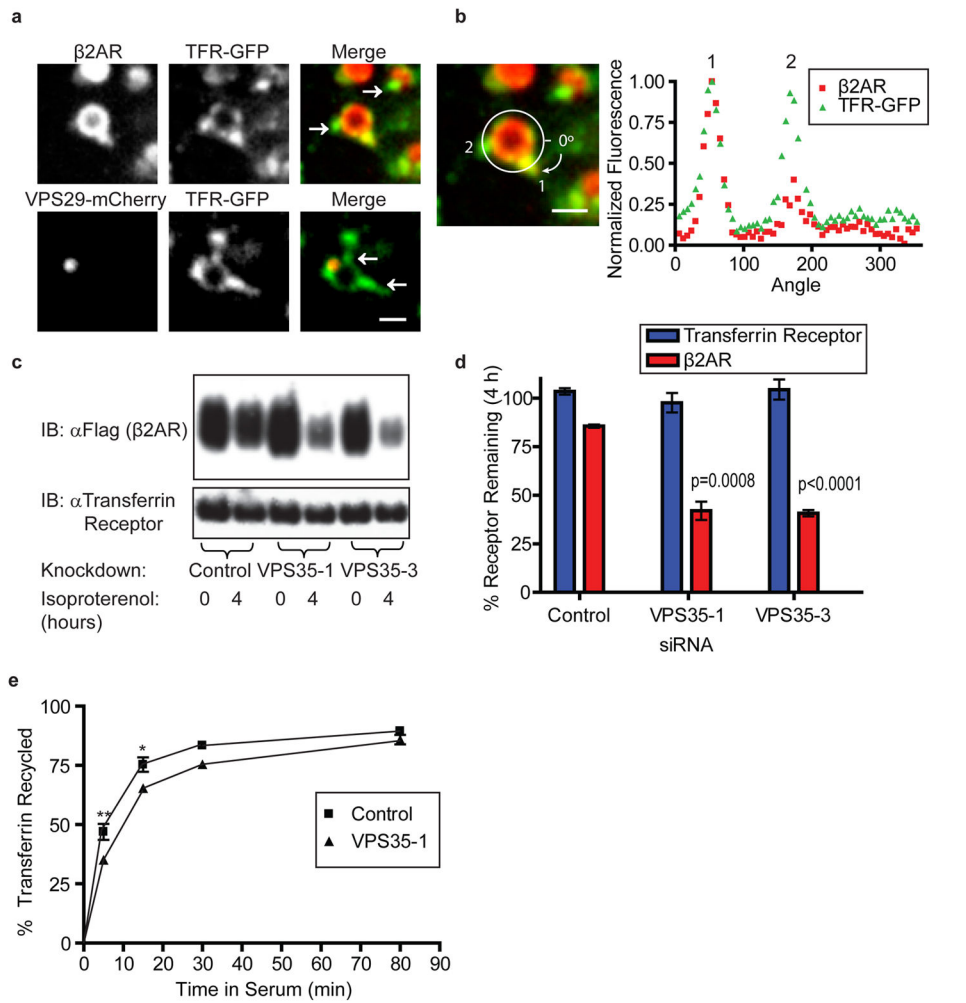 a
β2AR TFR-GFP Merge
VPS29-mCherry TFR-GFP
b
2
0º
1
1 2
β2AR
TFR-GFP
Normalized Fluorescence
1.00
0.75
0.50
0.25
0.00
0 100 200 300
Angle
c
IB: αFlag (β2AR)
IB: αTransferrin
Receptor
Knockdown: Control VPS35-1 VPS35-3
Isoproterenol: 0 4 0 4 0 4
(hours)
d
Transferrin Receptor
β2AR
% Receptor Remaining (4 h)
100
75
50
25
0
p=0.0008
p<0.0001
Control VPS35-1 VPS35-3
siRNA
e
% Transferrin Recycled
100
75
50
25
0
**
*
Control
VPS35-1
0 10 20 30 40 50 60 70 80 90
Time in Serum (min)